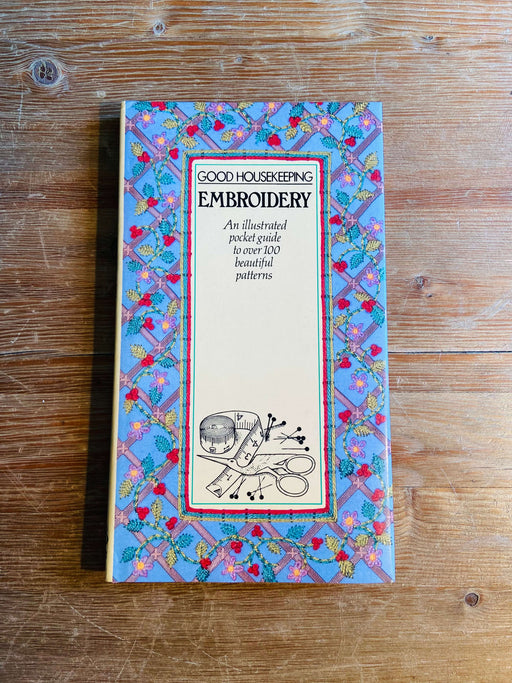 GOOD HOUSEKEEPING
EMBROIDERY
An illustrated
pocket guide
to over 100
beautiful
patterns